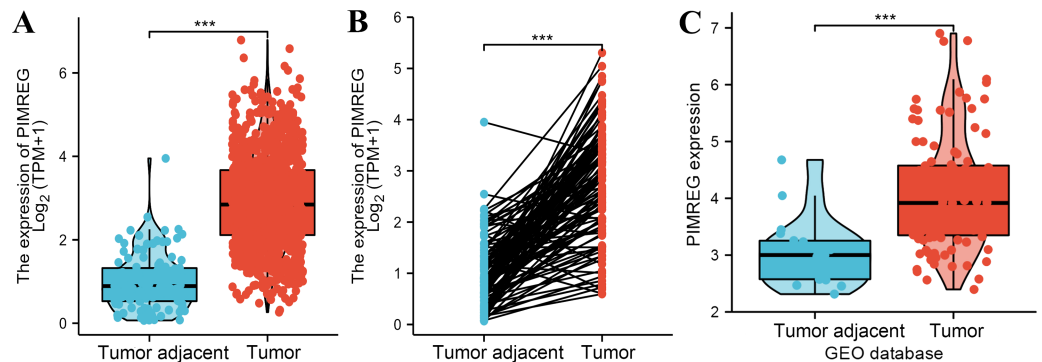 A
The expression of PIMREG
Log2 (TPM+1)
6
4
2
0
***
Tumor adjacent
Tumor
B
The expression of PIMREG
Log2 (TPM+1)
6
5
4
3
2
1
0
***
Tumor adjacent
Tumor
C
PIMREG expression
7
6
5
4
3
2
***
Tumor adjacent
Tumor
GEO database